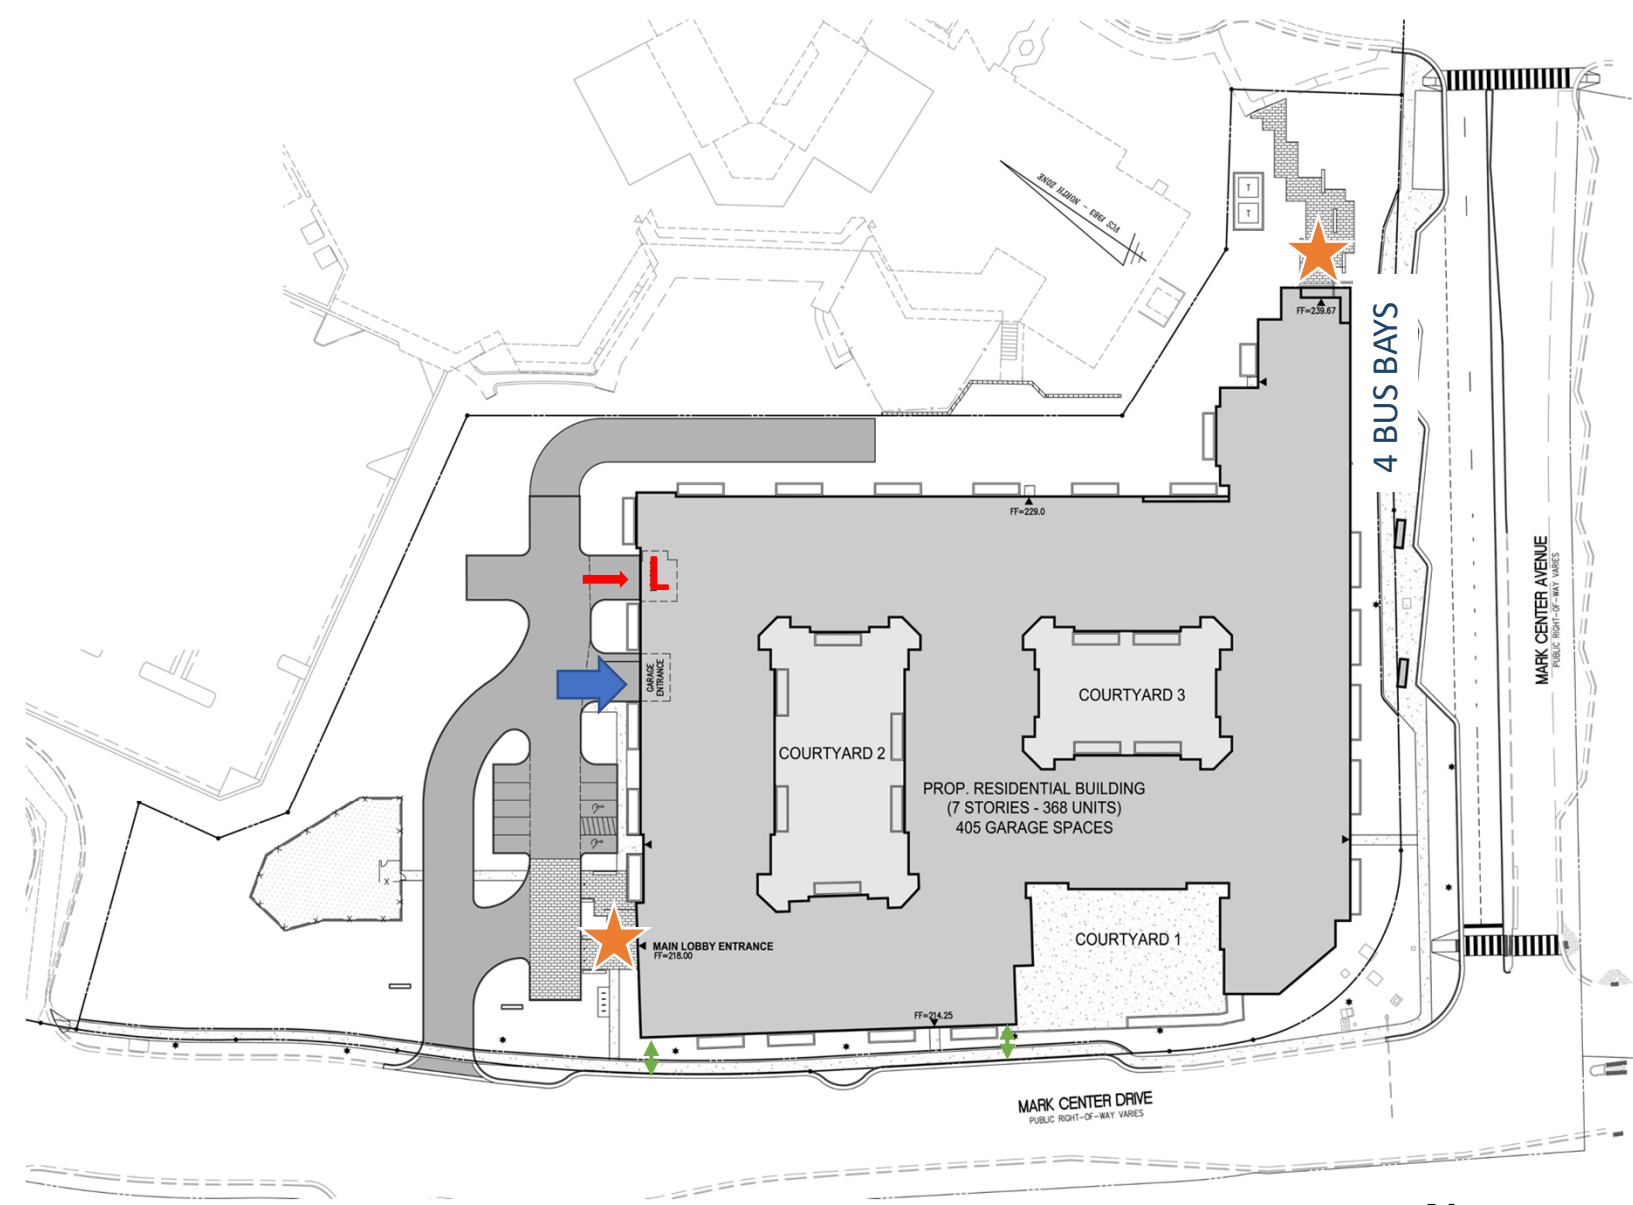 VCS 1983 - NORTH ZONE
T
T
FF=239.67
4 BUS BAYS
FF=229.0
L
GARAGE
ENTRANCE
COURTYARD 2
COURTYARD 3
PROP. RESIDENTIAL BUILDING
(7 STORIES - 368 UNITS)
405 GARAGE SPACES
COURTYARD 1
MAIN LOBBY ENTRANCE
FF=218.00
FF=214.25
MARK CENTER AVENUE
PUBLIC RIGHT-OF-WAY VARIES
MARK CENTER DRIVE
PUBLIC RIGHT-OF-WAY VARIES